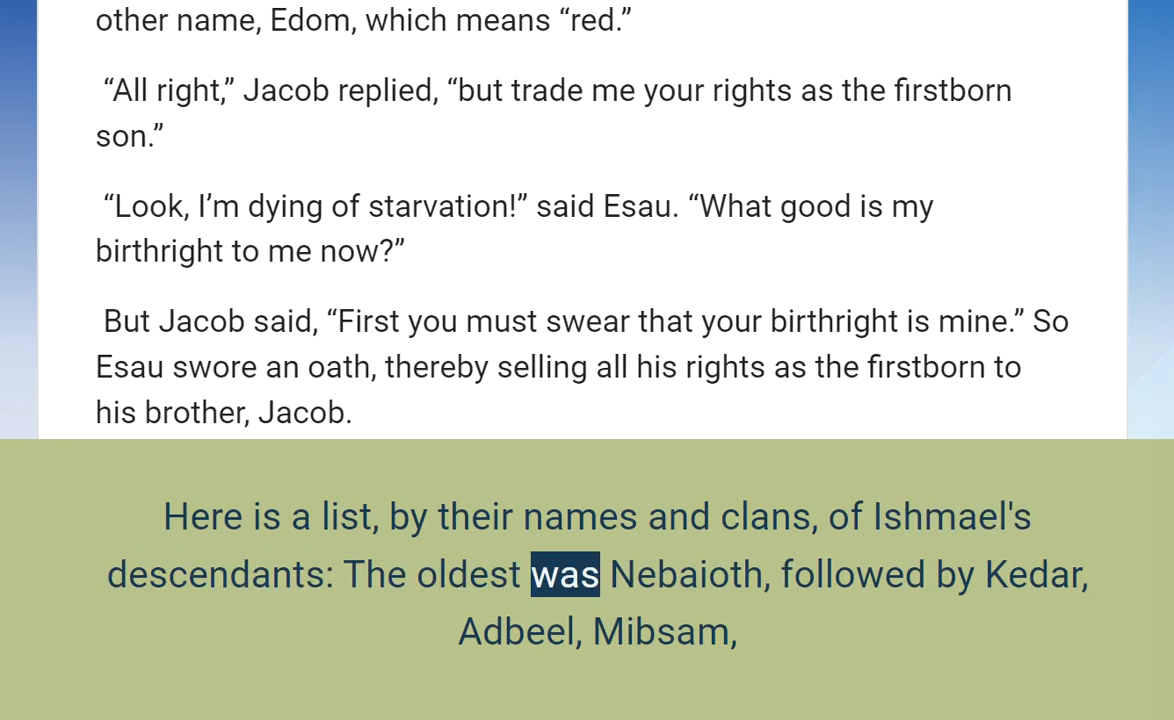 other name, Edom, which means “red.”
“All right,” Jacob replied, “but trade me your rights as the firstborn
son.”
“Look, I’m dying of starvation!” said Esau. “What good is my
birthright to me now?”
But Jacob said, “First you must swear that your birthright is mine.” So
Esau swore an oath, thereby selling all his rights as the firstborn to
his brother, Jacob.
Here is a list, by their names and clans, of Ishmael's
descendants: The oldest was Nebaioth, followed by Kedar,
Adbeel, Mibsam,